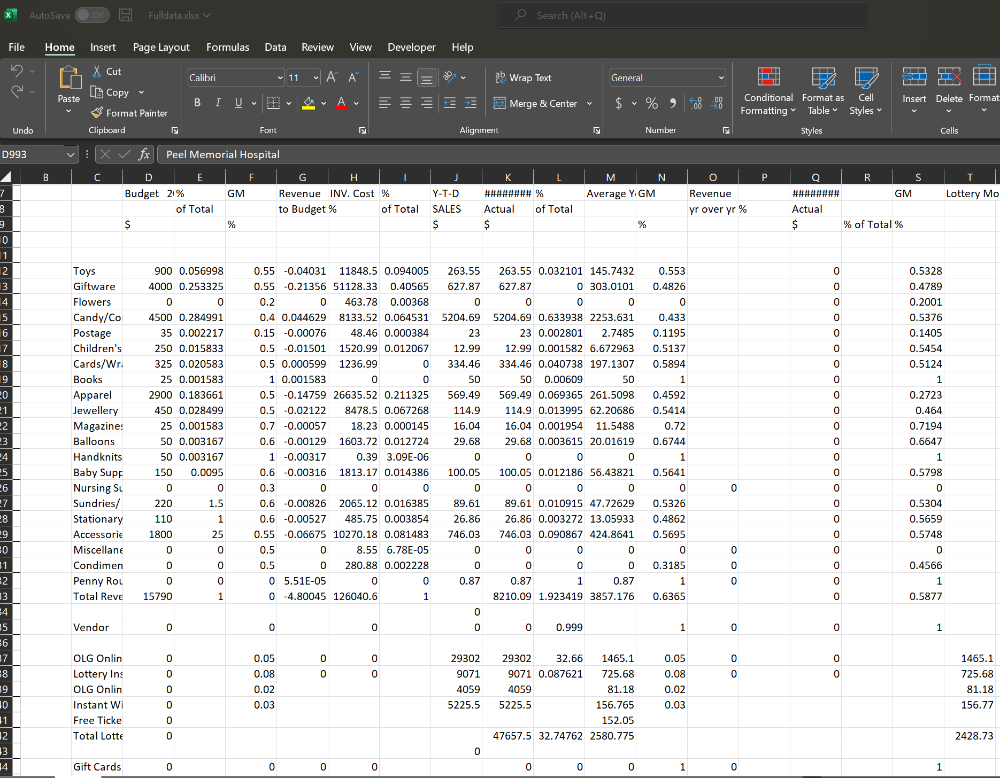 AutoSave Off Fulldata.xlsx Search (Alt+Q)
File Home Insert Page Layout Formulas Data Review View Developer Help
Cut
Copy
Format Painter
Paste
Undo Clipboard
Calibri 11
B I U A
Font
Wrap Text
Merge & Center
Alignment
General
$ %
Number
Conditional Formatting
Format as Table
Cell Styles
Styles
Insert Delete Format
Cells
D993 fx Peel Memorial Hospital
B C D E F G H I J K L M N O P Q R S T
7 Budget 2 % GM Revenue INV. Cost % Y-T-D ######## % Average Y GM Revenue ######## GM Lottery Mo
8 of Total to Budget % of Total SALES Actual of Total yr over yr % Actual
9 $ % $ $ % $ % of Total %
10
11
12 Toys 900 0.056998 0.55 -0.04031 11848.5 0.094005 263.55 263.55 0.032101 145.7432 0.553 0 0.5328
13 Giftware 4000 0.253325 0.55 -0.21356 51128.33 0.40565 627.87 627.87 0 303.0101 0.4826 0 0.4789
14 Flowers 0 0 0.2 0 463.78 0.00368 0 0 0 0 0 0 0.2001
15 Candy/Co 4500 0.284991 0.4 0.044629 8133.52 0.064531 5204.69 5204.69 0.633938 2253.631 0.433 0 0.5376
16 Postage 35 0.002217 0.15 -0.00076 48.46 0.000384 23 23 0.002801 2.7485 0.1195 0 0.1405
17 Children's 250 0.015833 0.5 -0.01501 1520.99 0.012067 12.99 12.99 0.001582 6.672963 0.5137 0 0.5454
18 Cards/Wra 325 0.020583 0.5 0.000599 1236.99 0 334.46 334.46 0.040738 197.1307 0.5894 0 0.5124
19 Books 25 0.001583 1 0.001583 0 0 50 50 0.00609 50 1 0 1
20 Apparel 2900 0.183661 0.5 -0.14759 26635.52 0.211325 569.49 569.49 0.069365 261.5098 0.4592 0 0.2723
21 Jewellery 450 0.028499 0.5 -0.02122 8478.5 0.067268 114.9 114.9 0.013995 62.20686 0.5414 0 0.464
22 Magazines 25 0.001583 0.7 -0.00057 18.23 0.000145 16.04 16.04 0.001954 11.5488 0.72 0 0.7194
23 Balloons 50 0.003167 0.6 -0.00129 1603.72 0.012724 29.68 29.68 0.003615 20.01619 0.6744 0 0.6647
24 Handknits 50 0.003167 1 -0.00317 0.39 3.09E-06 0 0 0 0 1 0 1
25 Baby Supp 150 0.0095 0.6 -0.00316 1813.17 0.014386 100.05 100.05 0.012186 56.43821 0.5641 0 0.5798
26 Nursing Su 0 0 0.3 0 0 0 0 0 0 0 0 0 0 0
27 Sundries/ 220 1.5 0.6 -0.00826 2065.12 0.016385 89.61 89.61 0.010915 47.72629 0.5326 0 0.5304
28 Stationary 110 1 0.6 -0.00527 485.75 0.003854 26.86 26.86 0.003272 13.05933 0.4862 0 0.5659
29 Accessorie 1800 25 0.55 -0.06675 10270.18 0.081483 746.03 746.03 0.090867 424.8641 0.5695 0 0.5748
30 Miscellane 0 0 0.5 0 8.55 6.78E-05 0 0 0 0 0 0 0 0
31 Condimen 0 0 0.5 0 280.88 0.002228 0 0 0 0 0.3185 0 0 0.4566
32 Penny Rou 0 0 0 5.51E-05 0 0 0.87 0.87 1 0.87 1 0 0 1
33 Total Reve 15790 1 0 -4.80045 126040.6 1 8210.09 1.923419 3857.176 0.6365 0 0.5877
34 0
35 Vendor 0 0 0 0 0 0.999 1 0 0 1
36
37 OLG Onlin 0 0.05 0 0 29302 29302 32.66 1465.1 0.05 0 0 1465.1
38 Lottery Ins 0 0.08 0 0 9071 9071 0.087621 725.68 0.08 0 0 725.68
39 OLG Onlin 0 0.02 4059 4059 81.18 0.02 81.18
40 Instant Wi 0 0.03 5225.5 5225.5 156.765 0.03 156.77
41 Free Ticke 0 152.05
42 Total Lotte 0 47657.5 32.74762 2580.775 2428.73
43 0
44 Gift Cards 0 0 0 0 0 0 0 1 0 1